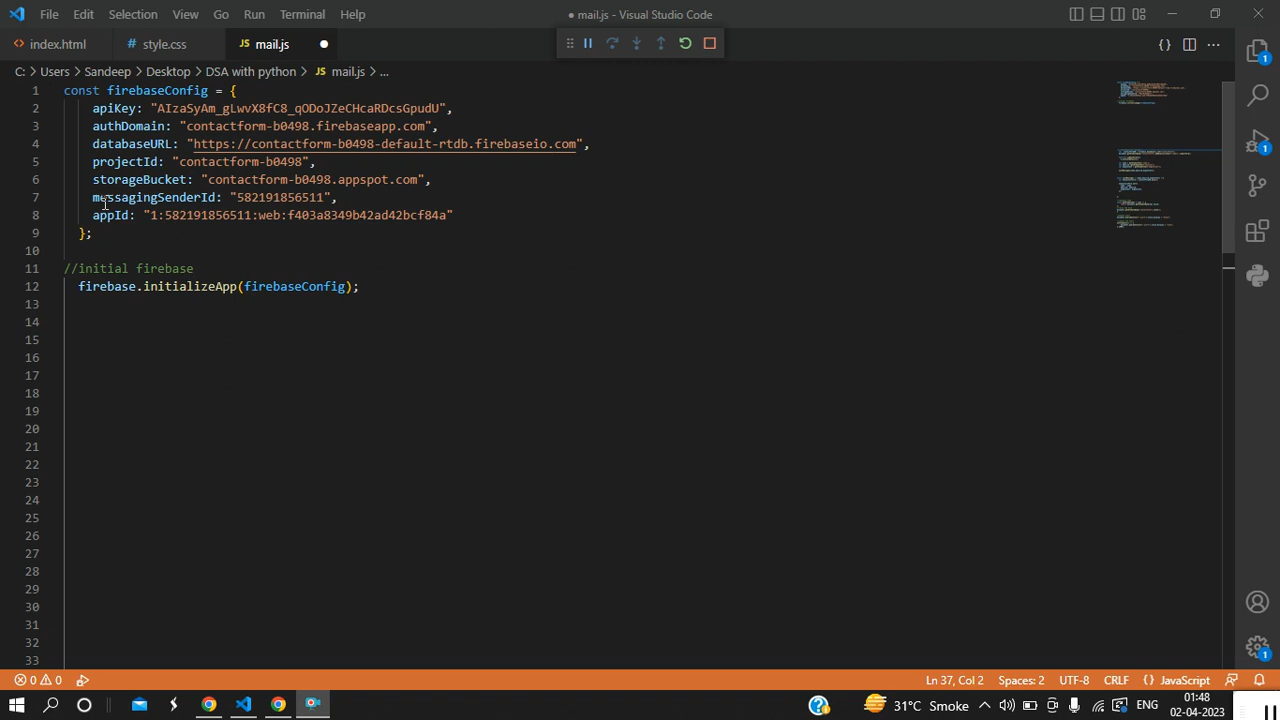 File Edit Selection View Go Run Terminal Help
● mail.js - Visual Studio Code
index.html
style.css
JS mail.js
C: > Users > Sandeep > Desktop > DSA with python > JS mail.js > ...
1 const firebaseConfig = {
2 apiKey: "AIzaSyAm_gLwvX8fC8_qODoJZeCHcaRDcsGpudU",
3 authDomain: "contactform-b0498.firebaseapp.com",
4 databaseURL: "https://contactform-b0498-default-rtdb.firebaseio.com",
5 projectId: "contactform-b0498",
6 storageBucket: "contactform-b0498.appspot.com",
7 messagingSenderId: "582191856511",
8 appId: "1:582191856511:web:f403a8349b42ad42bcf84a"
9 };
10
11 //initial firebase
12 firebase.initializeApp(firebaseConfig);
13
14
15
16
17
18
19
20
21
22
23
24
25
26
27
28
29
30
31
32
33
0 0
Ln 37, Col 2 Spaces: 2 UTF-8 CRLF {} JavaScript
31°C Smoke
ENG
01:48
02-04-2023